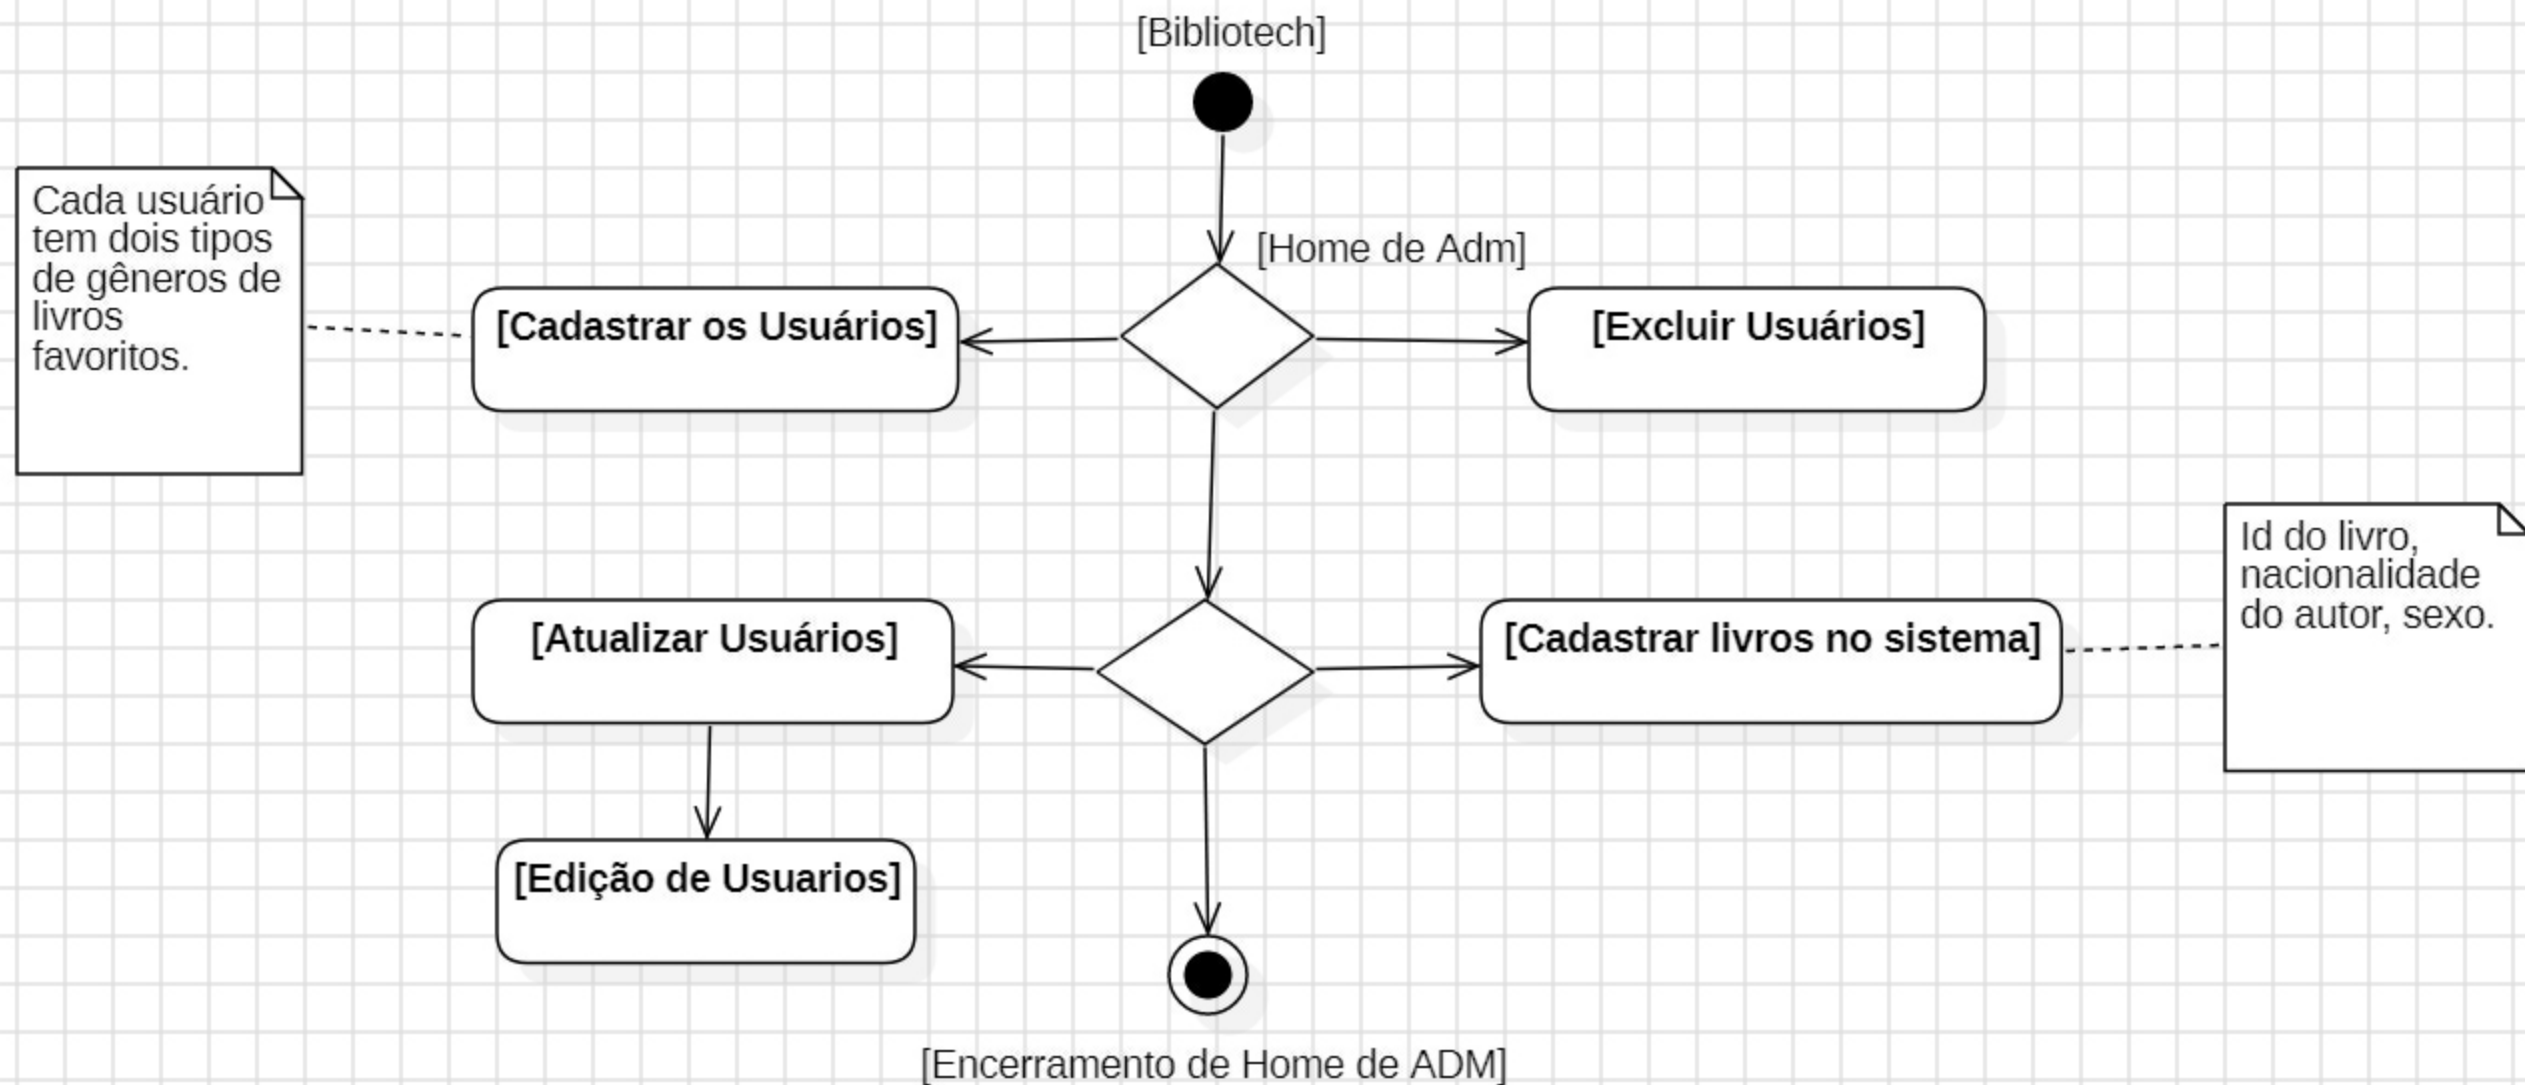 [Bibliotech]
Cada usuário
tem dois tipos
de gêneros de
livros
favoritos.
[Home de Adm]
[Cadastrar os Usuários]
[Excluir Usuários]
Id do livro,
nacionalidade
do autor, sexo.
[Atualizar Usuários]
[Cadastrar livros no sistema]
[Edição de Usuarios]
[Encerramento de Home de ADM]